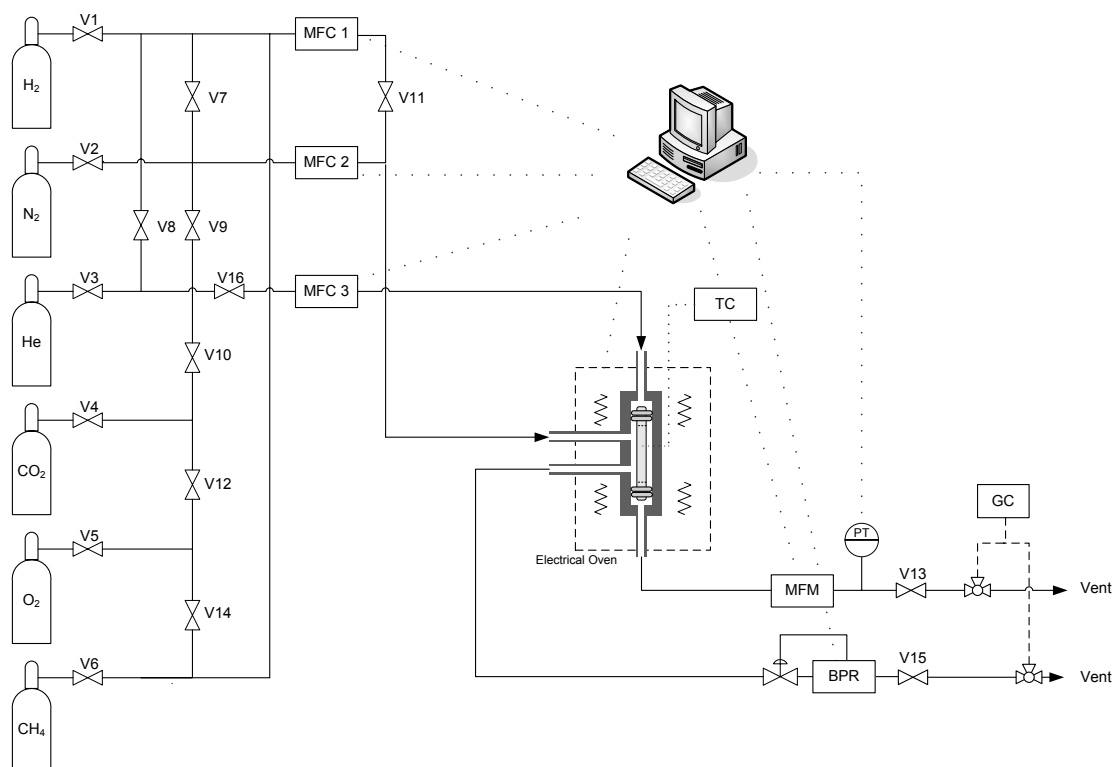 V1
MFC 1
H2
V7
V11
V2
MFC 2
N2
V8
V9
V3
V16
MFC 3
TC
He
V10
V4
CO2
V12
GC
V5
PT
Electrical Oven
O2
MFM
V13
Vent
V14
V6
BPR
V15
Vent
CH4